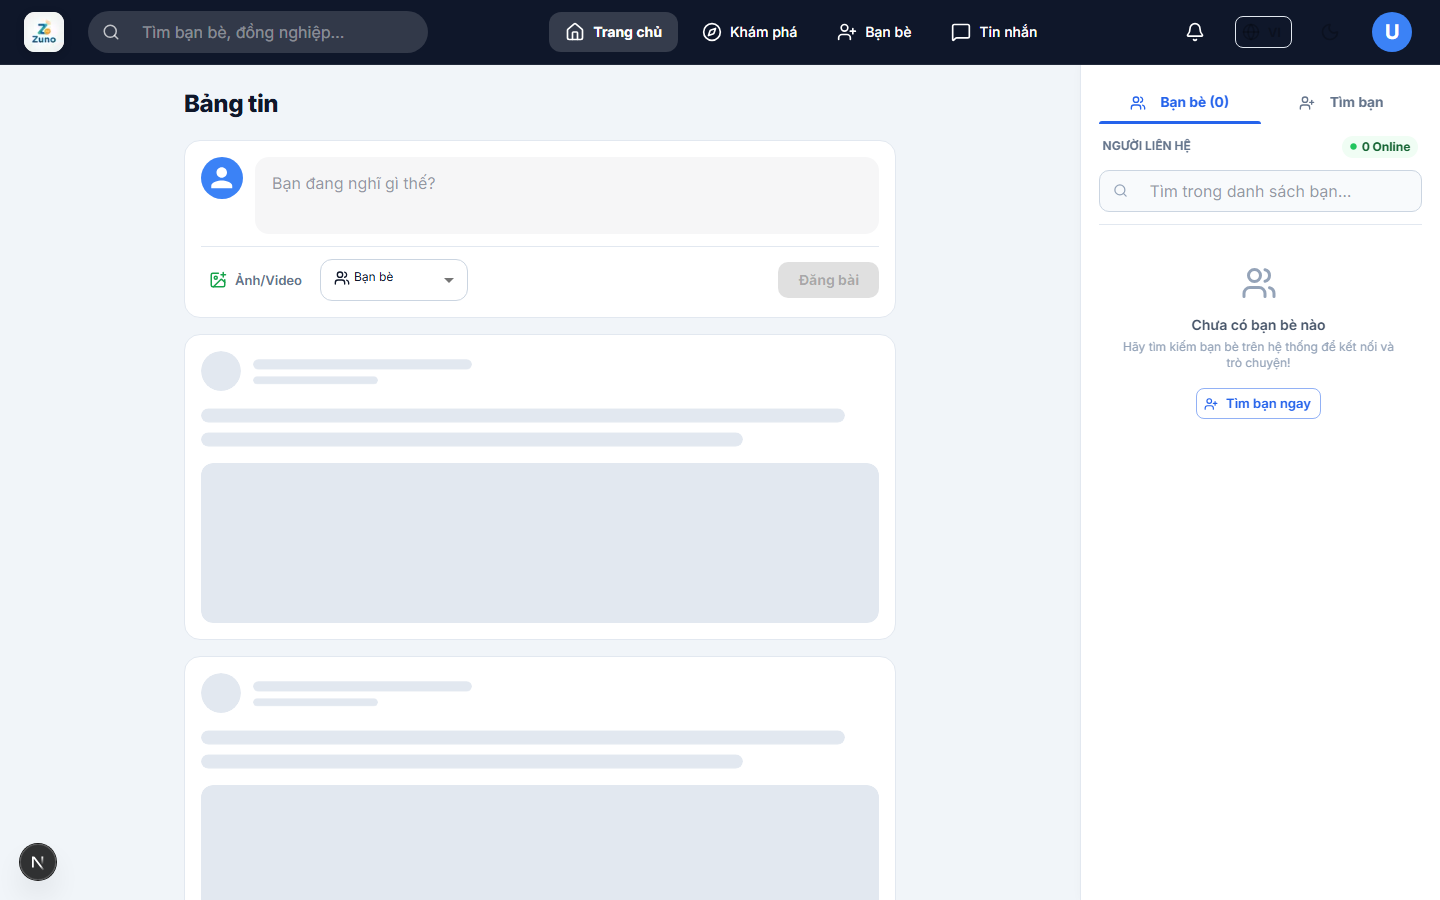 Zuno
Tìm bạn bè, đồng nghiệp...
Trang chủ
Khám phá
Bạn bè
Tin nhắn
VI
U
Bảng tin
Bạn đang nghĩ gì thế?
Ảnh/Video
Bạn bè
Đăng bài
Bạn bè (0)
Tìm bạn
NGƯỜI LIÊN HỆ
0 Online
Tìm trong danh sách bạn...
Chưa có bạn bè nào
Hãy tìm kiếm bạn bè trên hệ thống để kết nối và
trò chuyện!
Tìm bạn ngay
N